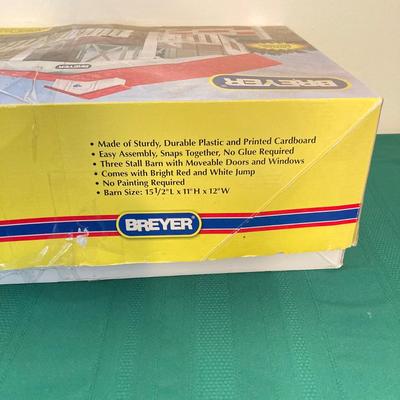 BREYER
• Made of Sturdy, Durable Plastic and Printed Cardboard
• Easy Assembly, Snaps Together, No Glue Required
• Three Stall Barn with Moveable Doors and Windows
• Comes with Bright Red and White Jump
• No Painting Required
• Barn Size: 15 1/2"L x 11"H x 12"W
BREYER